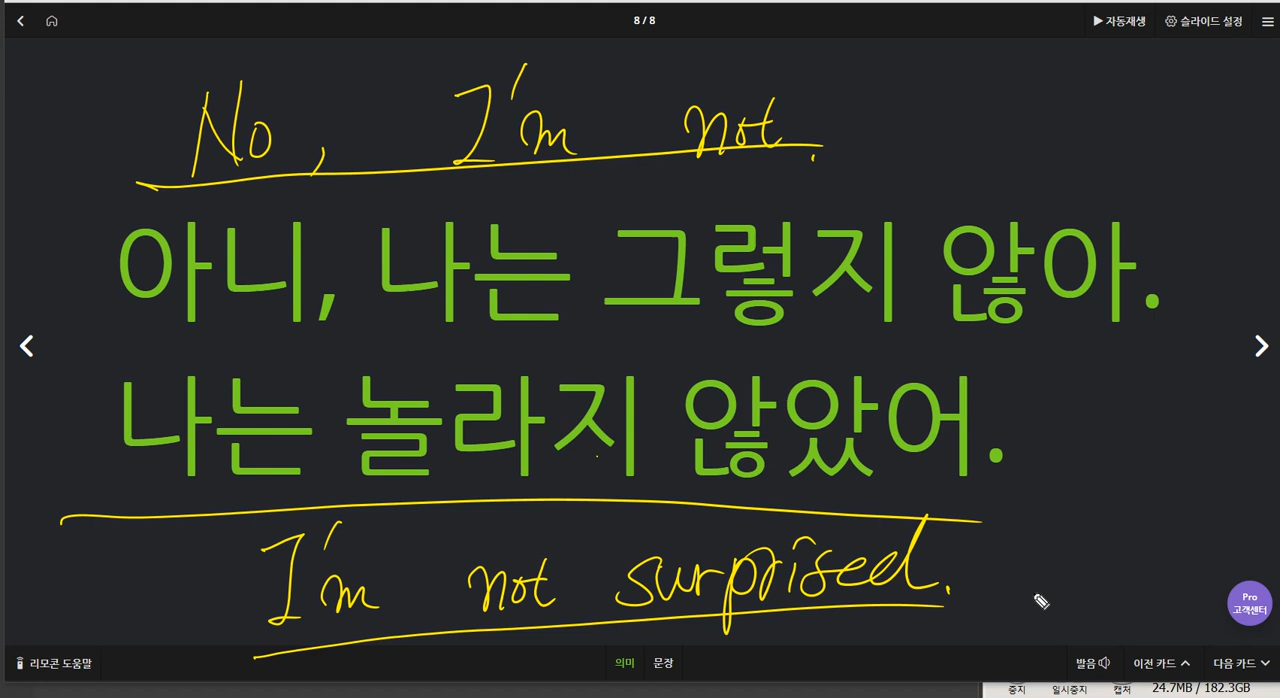 8 / 8
자동재생
슬라이드 설정
No, I'm not.
아니, 나는 그렇지 않아.
나는 놀라지 않았어.
I'm not surprised.
Pro
고객센터
리모콘 도움말
의미
문장
발음
이전 카드
다음 카드
중지
일시중지
캡처
24.7MB / 182.3GB